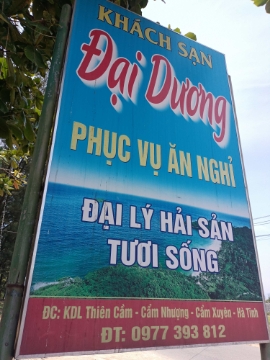 KHÁCH SẠN
Đại Dương
PHỤC VỤ ĂN NGHỈ
ĐẠI LÝ HẢI SẢN
TƯƠI SỐNG
ĐC: KDL Thiên Cầm - Cẩm Nhượng - Cẩm Xuyên - Hà Tĩnh
ĐT: 0977 393 812